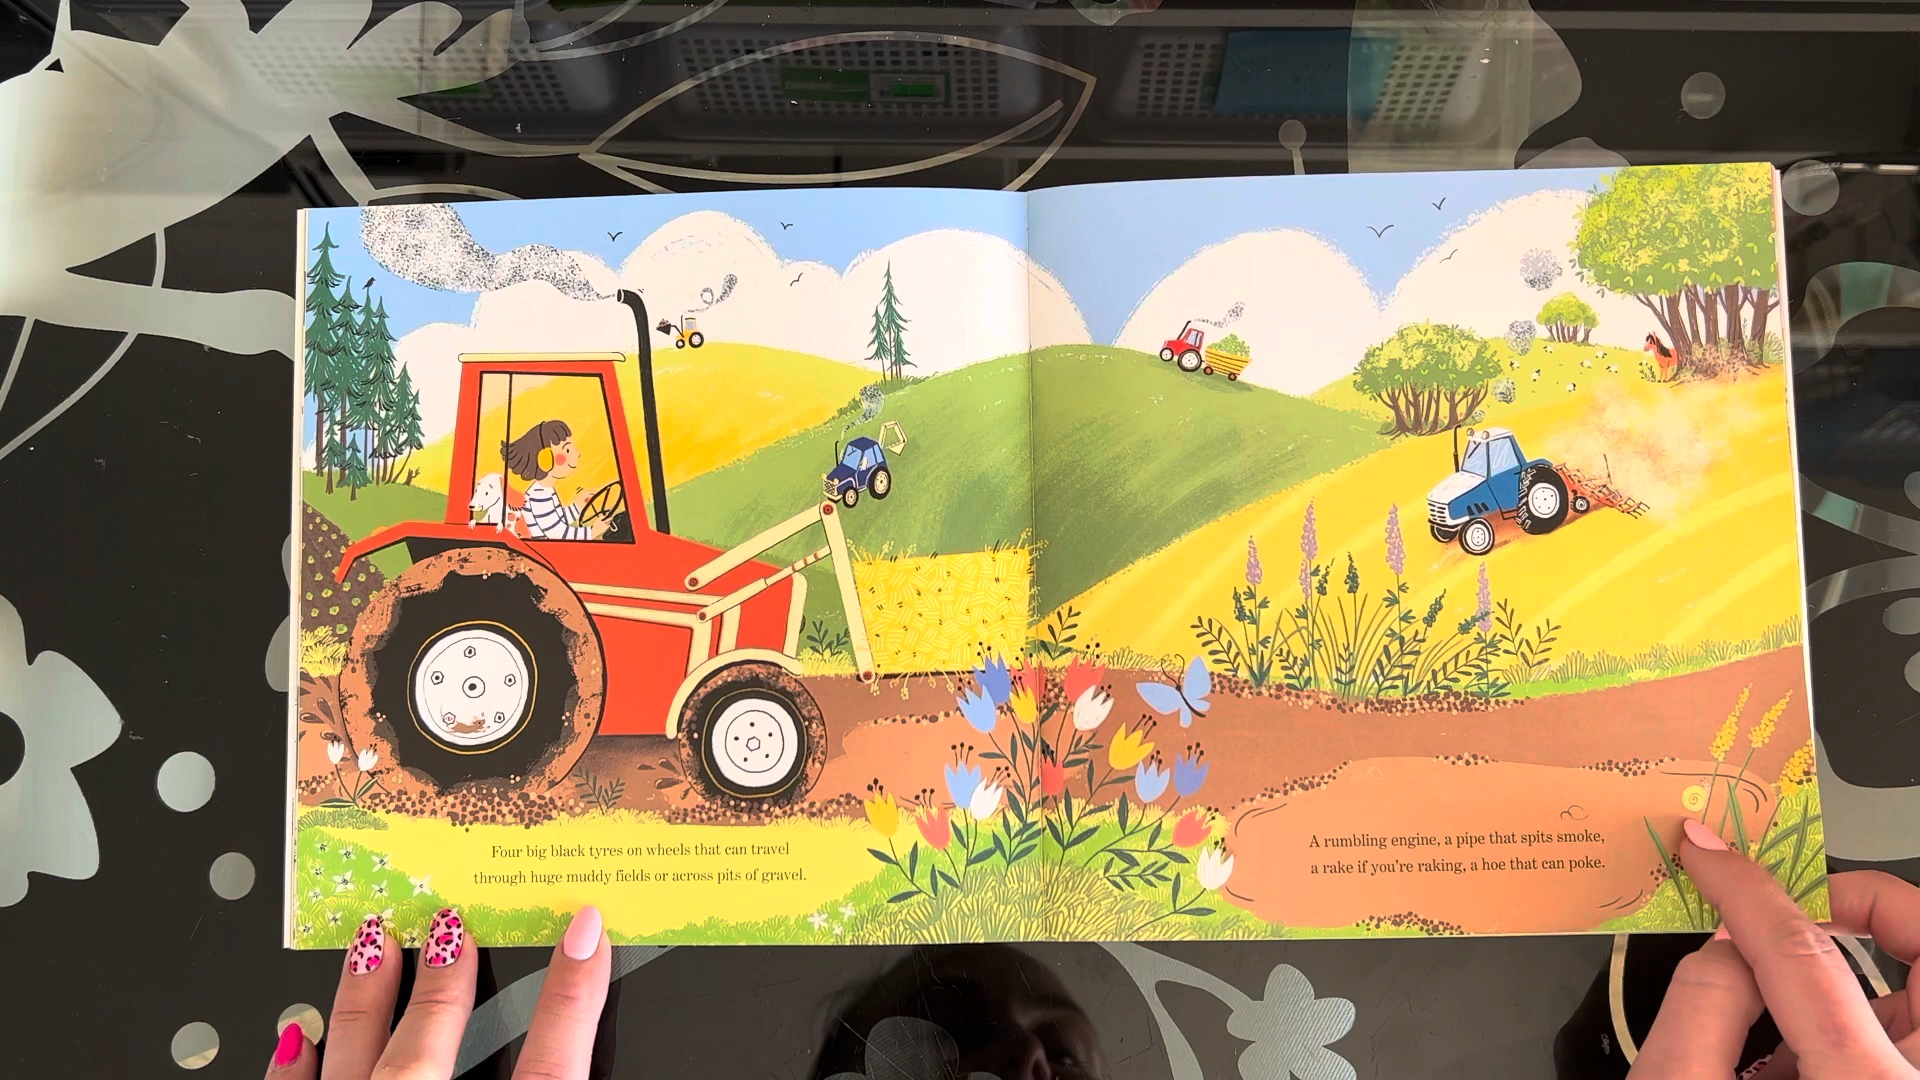 Four big black tyres on wheels that can travel
through huge muddy fields or across pits of gravel.
A rumbling engine, a pipe that spits smoke,
a rake if you’re raking, a hoe that can poke.